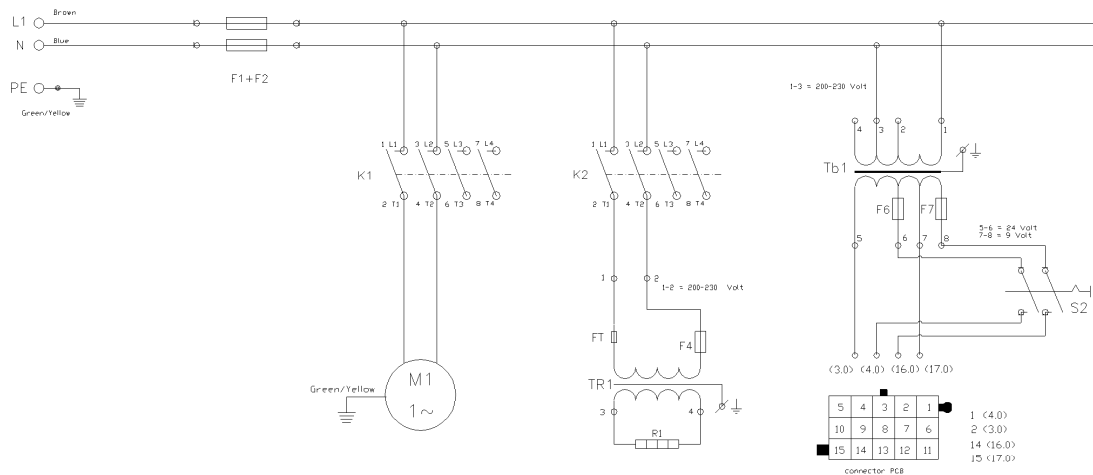 L1 Brown
N Blue
F1+F2
PE
Green/Yellow
1-3 = 200-230 Volt
4 3 2 1
1 L1 3 L2 5 L3 7 L4
K1
2 T1 4 T2 6 T3 8 T4
1 L1 3 L2 5 L3 7 L4
K2
2 T1 4 T2 6 T3 8 T4
Tb1
F6 F7
5-6 = 24 Volt
7-8 = 9 Volt
5 6 7 8
S2
1 2
1-2 = 200-230 Volt
FT F4
TR1
3 4
R1
M1
1~
Green/Yellow
(3.0) (4.0) (16.0) (17.0)
5 4 3 2 1
10 9 8 7 6
15 14 13 12 11
connector PCB
1 (4.0)
2 (3.0)
14 (16.0)
15 (17.0)